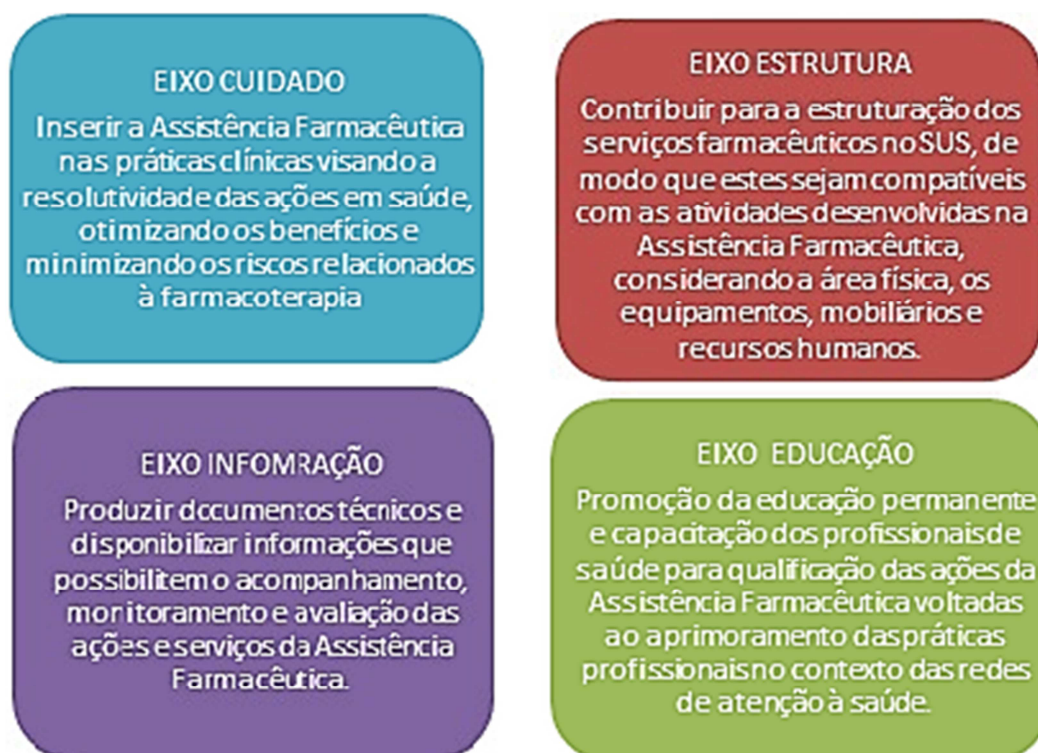 EIXO CUIDADO
Inserir a Assistência Farmacêutica
nas práticas clínicas visando a
resolutividade das ações em saúde,
otimizando os benefícios e
minimizando os riscos relacionados
à farmacoterapia
EIXO ESTRUTURA
Contribuir para a estruturação dos
serviços farmacêuticos no SUS, de
modo que estes sejam compatíveis
com as atividades desenvolvidas na
Assistência Farmacêutica,
considerando a área física, os
equipamentos, mobiliários e
recursos humanos.
EIXO INFOMRAÇÃO
Produzir documentos técnicos e
disponibilizar informações que
possibilitem o acompanhamento,
monitoramento e avaliação das
ações e serviços da Assistência
Farmacêutica.
EIXO EDUCAÇÃO
Promoção da educação permanente
e capacitação dos profissionais de
saúde para qualificação das ações da
Assistência Farmacêutica voltadas
ao aprimoramento das práticas
profissionais no contexto das redes
de atenção à saúde.